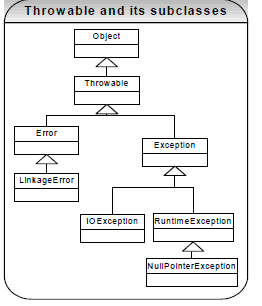 Throwable and its subclasses
Object
Throwable
Error
Exception
LinkageError
IOException
RuntimeException
NullPointerException